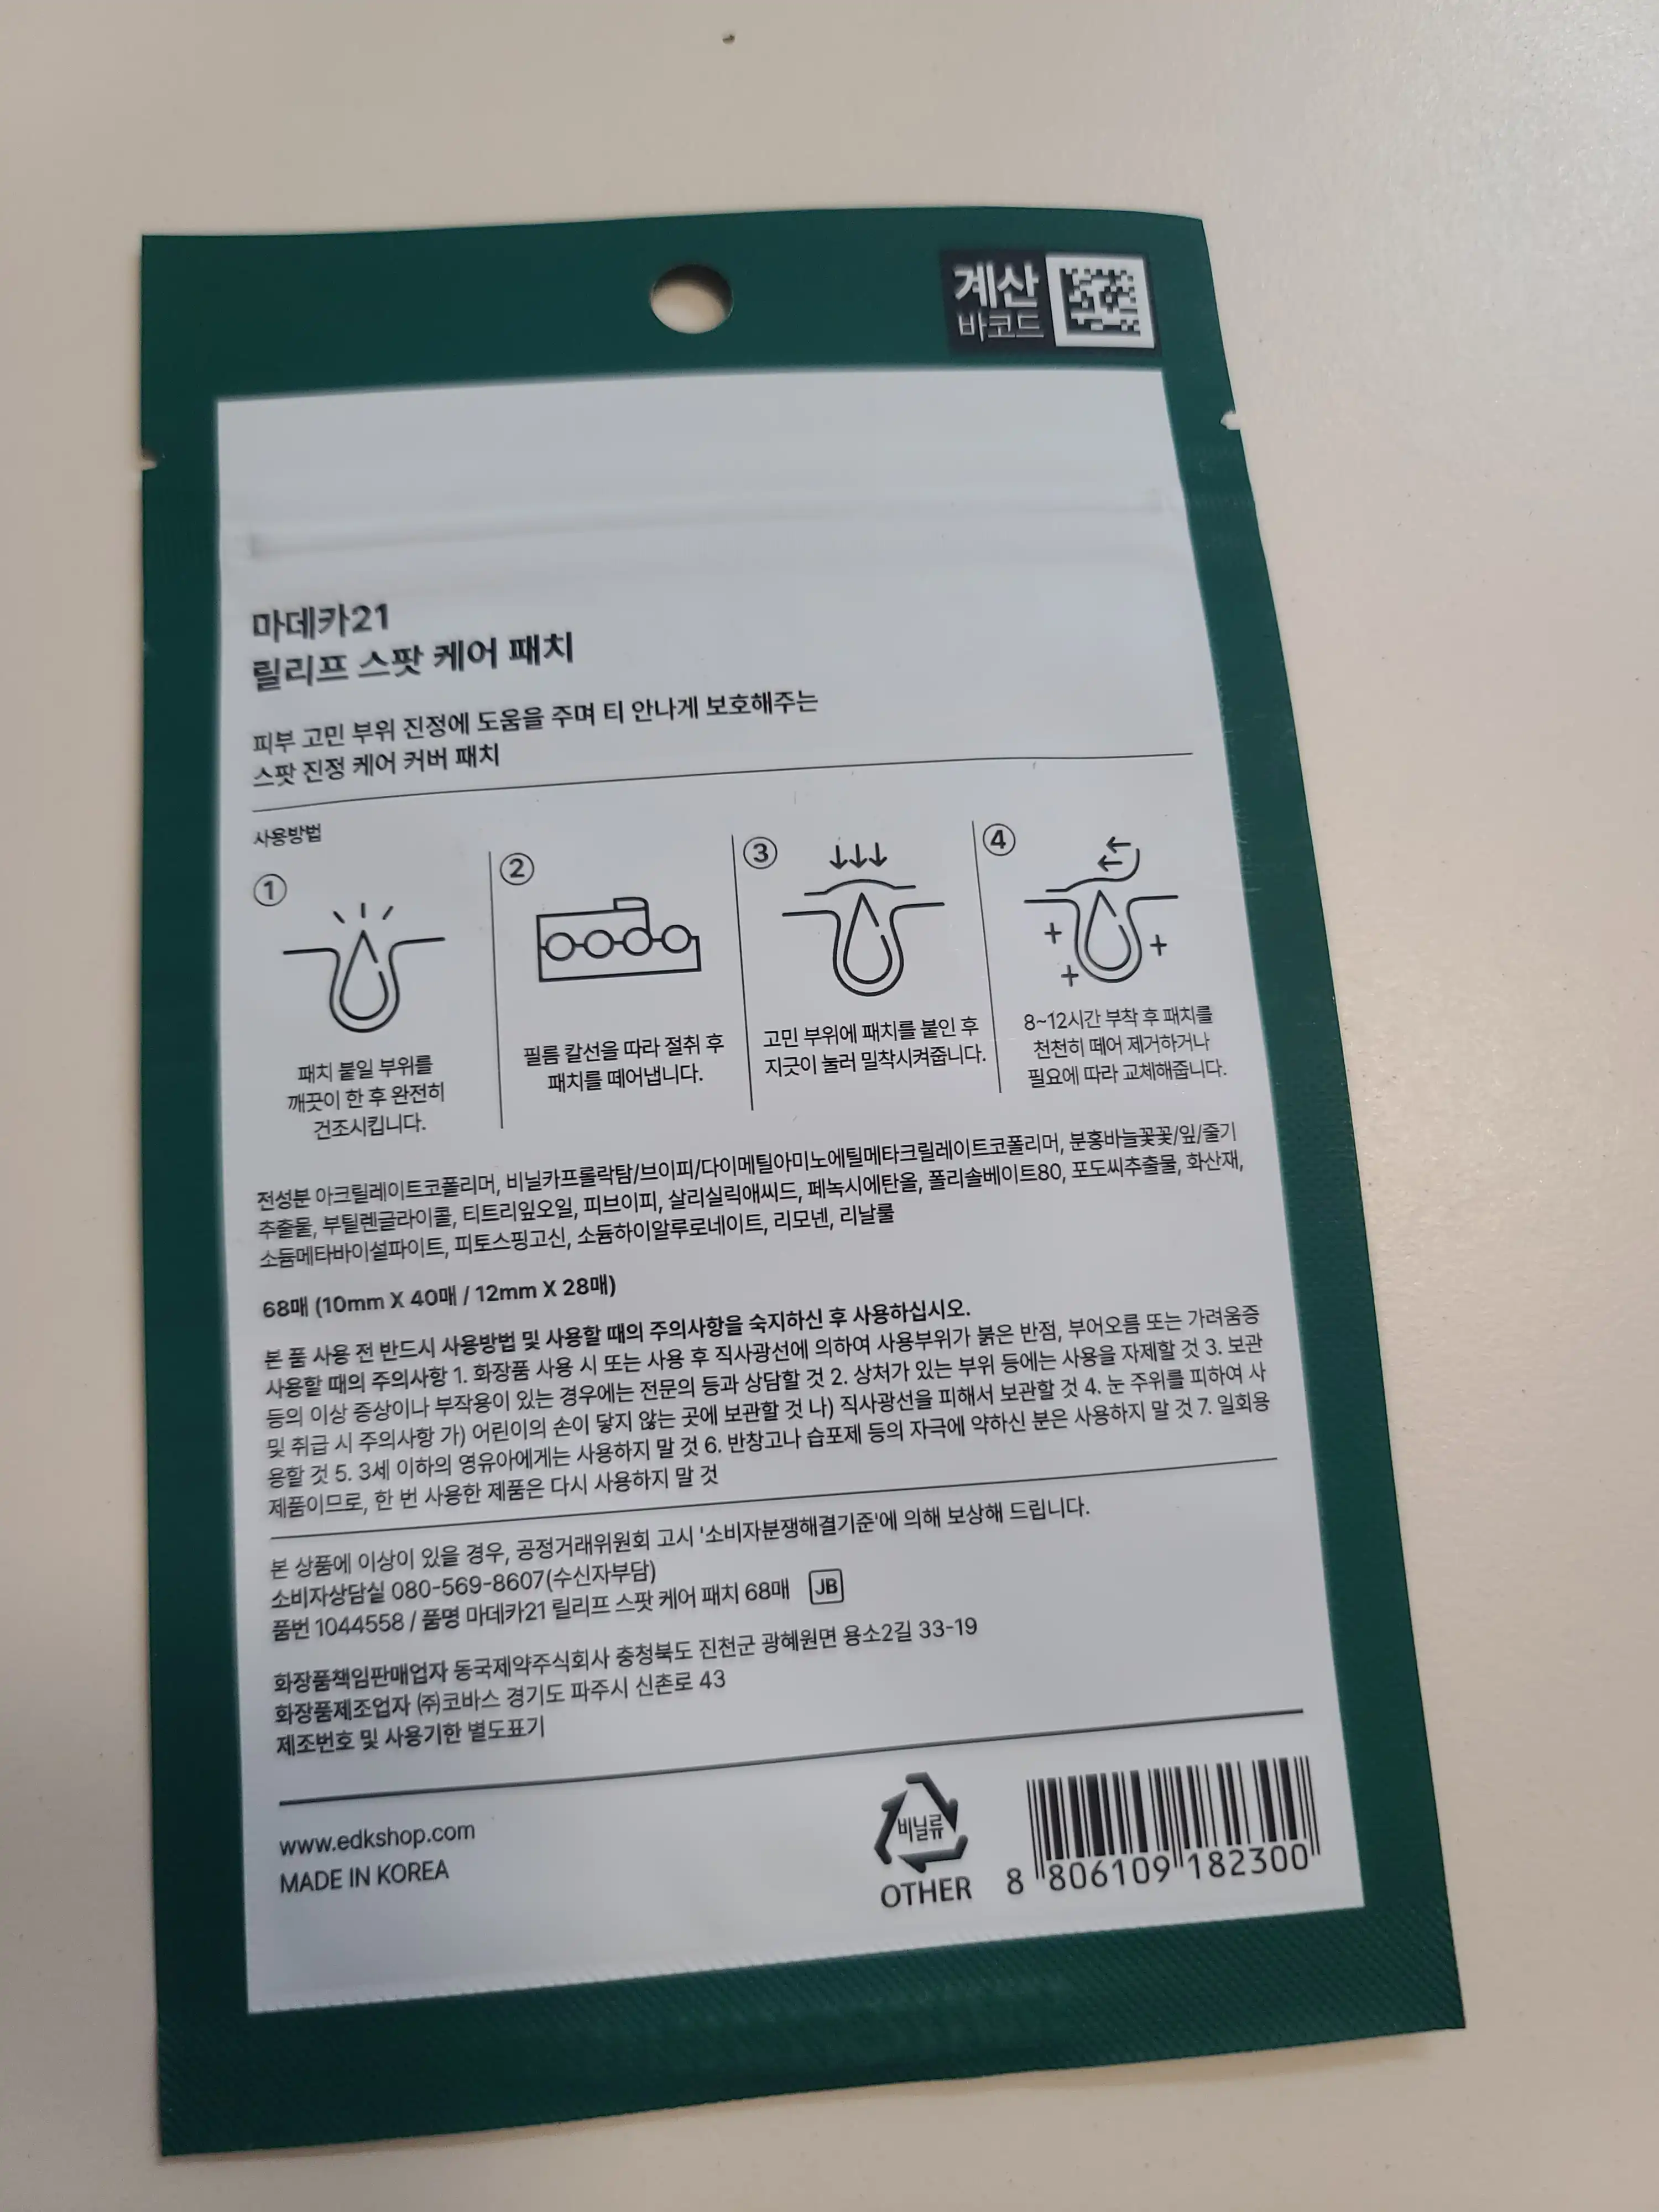 계산
바코드
마데카21
릴리프 스팟 케어 패치
피부 고민 부위 진정에 도움을 주며 티 안나게 보호해주는
스팟 진정 케어 커버 패치
사용방법
①
패치 붙일 부위를
깨끗이 한 후 완전히
건조시킵니다.
②
필름 칼선을 따라 절취 후
패치를 떼어냅니다.
③
고민 부위에 패치를 붙인 후
지긋이 눌러 밀착시켜줍니다.
④
8~12시간 부착 후 패치를
천천히 떼어 제거하거나
필요에 따라 교체해줍니다.
전성분 아크릴레이트코폴리머, 비닐카프롤락탐/브이피/다이메틸아미노에틸메타크릴레이트코폴리머, 분홍바늘꽃꽃/잎/줄기
추출물, 부틸렌글라이콜, 티트리잎오일, 피브이피, 살리실릭애씨드, 페녹시에탄올, 폴리솔베이트80, 포도씨추출물, 화산재,
소듐메타바이설파이트, 피토스핑고신, 소듐하이알루로네이트, 리모넨, 리날룰
68매 (10mm X 40매 / 12mm X 28매)
본 품 사용 전 반드시 사용방법 및 사용할 때의 주의사항을 숙지하신 후 사용하십시오.
사용할 때의 주의사항 1. 화장품 사용 시 또는 사용 후 직사광선에 의하여 사용부위가 붉은 반점, 부어오름 또는 가려움증
등의 이상 증상이나 부작용이 있는 경우에는 전문의 등과 상담할 것 2. 상처가 있는 부위 등에는 사용을 자제할 것 3. 보관
및 취급 시 주의사항 가) 어린이의 손이 닿지 않는 곳에 보관할 것 나) 직사광선을 피해서 보관할 것 4. 눈 주위를 피하여 사
용할 것 5. 3세 이하의 영유아에게는 사용하지 말 것 6. 반창고나 습포제 등의 자극에 약하신 분은 사용하지 말 것 7. 일회용
제품이므로, 한 번 사용한 제품은 다시 사용하지 말 것
본 상품에 이상이 있을 경우, 공정거래위원회 고시 '소비자분쟁해결기준'에 의해 보상해 드립니다.
소비자상담실 080-569-8607(수신자부담)
품번 1044558 / 품명 마데카21 릴리프 스팟 케어 패치 68매 JB
화장품책임판매업자 동국제약주식회사 충청북도 진천군 광혜원면 용소2길 33-19
화장품제조업자 ㈜코바스 경기도 파주시 신촌로 43
제조번호 및 사용기한 별도표기
www.edkshop.com
MADE IN KOREA
비닐류
OTHER
8 806109 182300